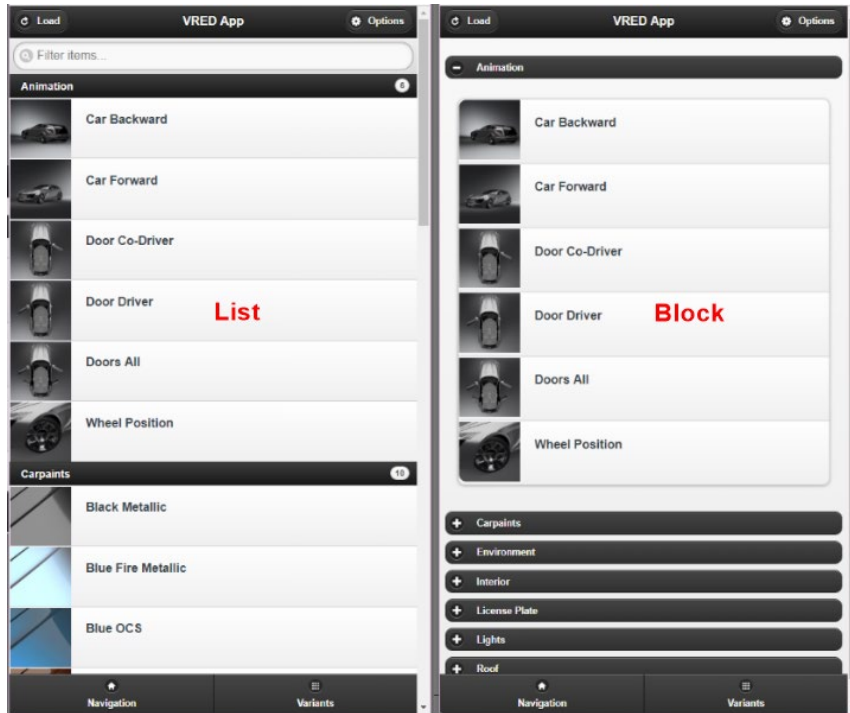 Load VRED App Options
Filter items...
Animation 6
Car Backward
Car Forward
Door Co-Driver
Door Driver
List
Doors All
Wheel Position
Carpaints 10
Black Metallic
Blue Fire Metallic
Blue OCS
Navigation Variants
Load VRED App Options
Animation
Car Backward
Car Forward
Door Co-Driver
Door Driver
Block
Doors All
Wheel Position
Carpaints
Environment
Interior
License Plate
Lights
Roof
Navigation Variants